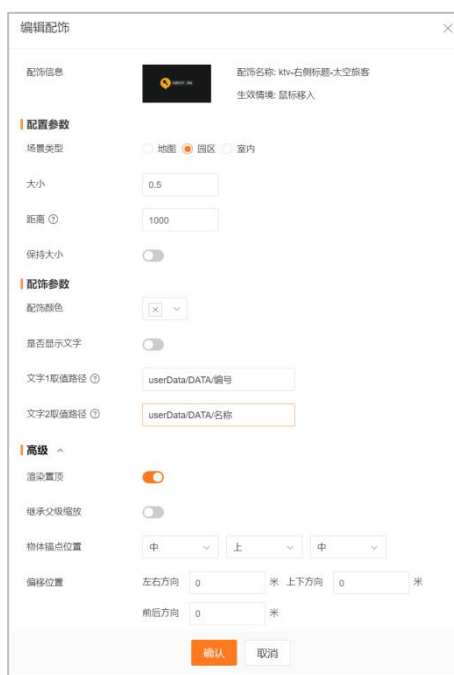 编辑配饰
配饰信息
配饰名称: ktv-右侧标题-太空旅客
生效情境: 鼠标移入
配置参数
场景类型 地图 园区 室内
大小 0.5
距离 1000
保持大小
配饰参数
配饰颜色
是否显示文字
文字1取值路径 userData/DATA/编号
文字2取值路径 userData/DATA/名称
高级
渲染置顶
继承父级缩放
物体锚点位置 中 上 中
偏移位置 左右方向 0 米 上下方向 0 米
前后方向 0 米
确认 取消